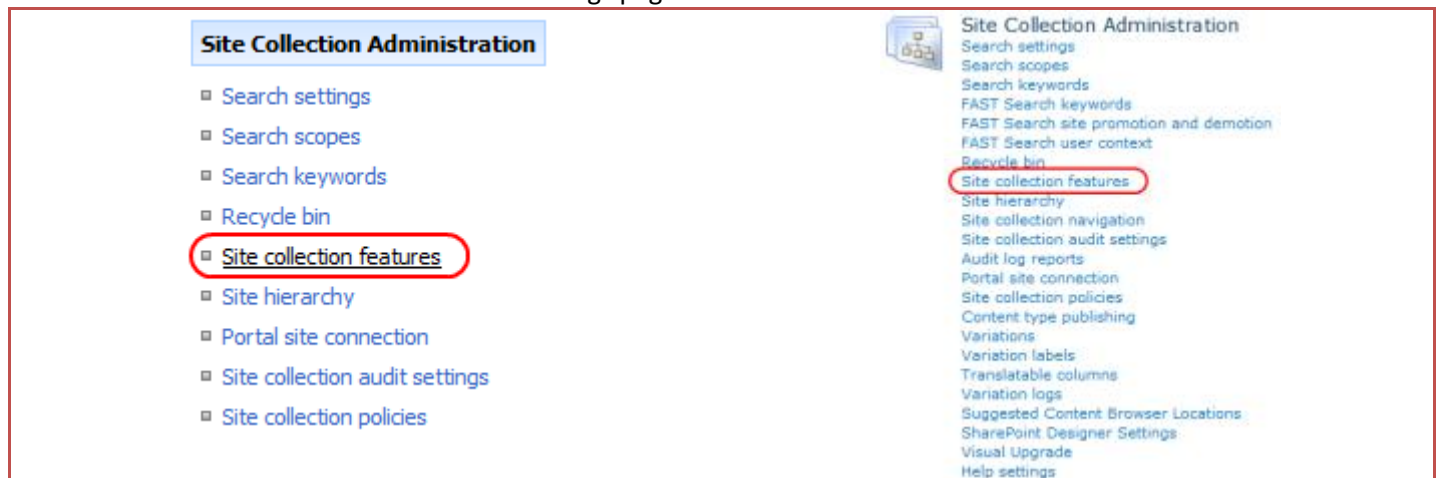 Site Collection Administration
Search settings
Search scopes
Search keywords
Recycle bin
Site collection features
Site hierarchy
Portal site connection
Site collection audit settings
Site collection policies
Site Collection Administration
Search settings
Search scopes
Search keywords
FAST Search keywords
FAST Search site promotion and demotion
FAST Search user context
Recycle bin
Site collection features
Site hierarchy
Site collection navigation
Site collection audit settings
Audit log reports
Portal site connection
Site collection policies
Content type publishing
Variations
Variation labels
Translatable columns
Variation logs
Suggested Content Browser Locations
SharePoint Designer Settings
Visual Upgrade
Help settings